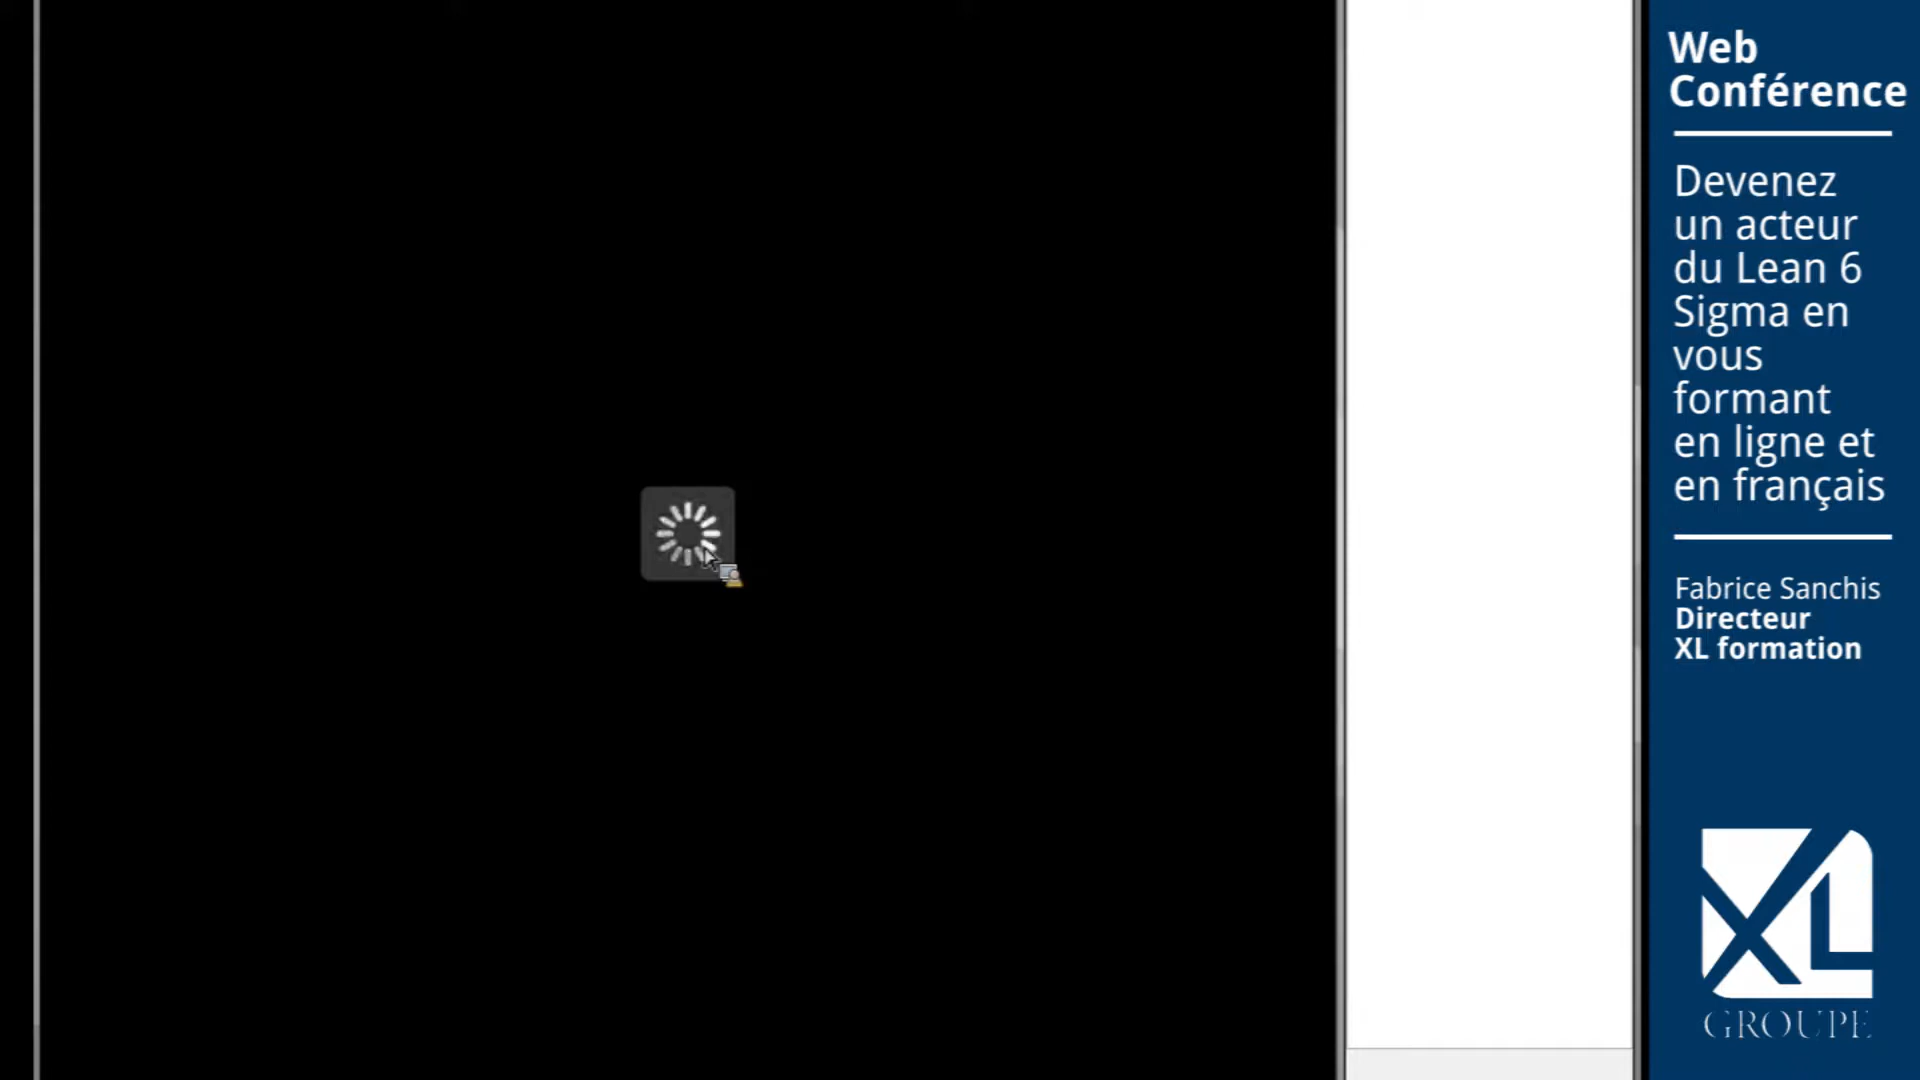 Web
Conférence
Devenez
un acteur
du Lean 6
Sigma en
vous
formant
en ligne et
en français
Fabrice Sanchis
Directeur
XL formation
XL
GROUPE